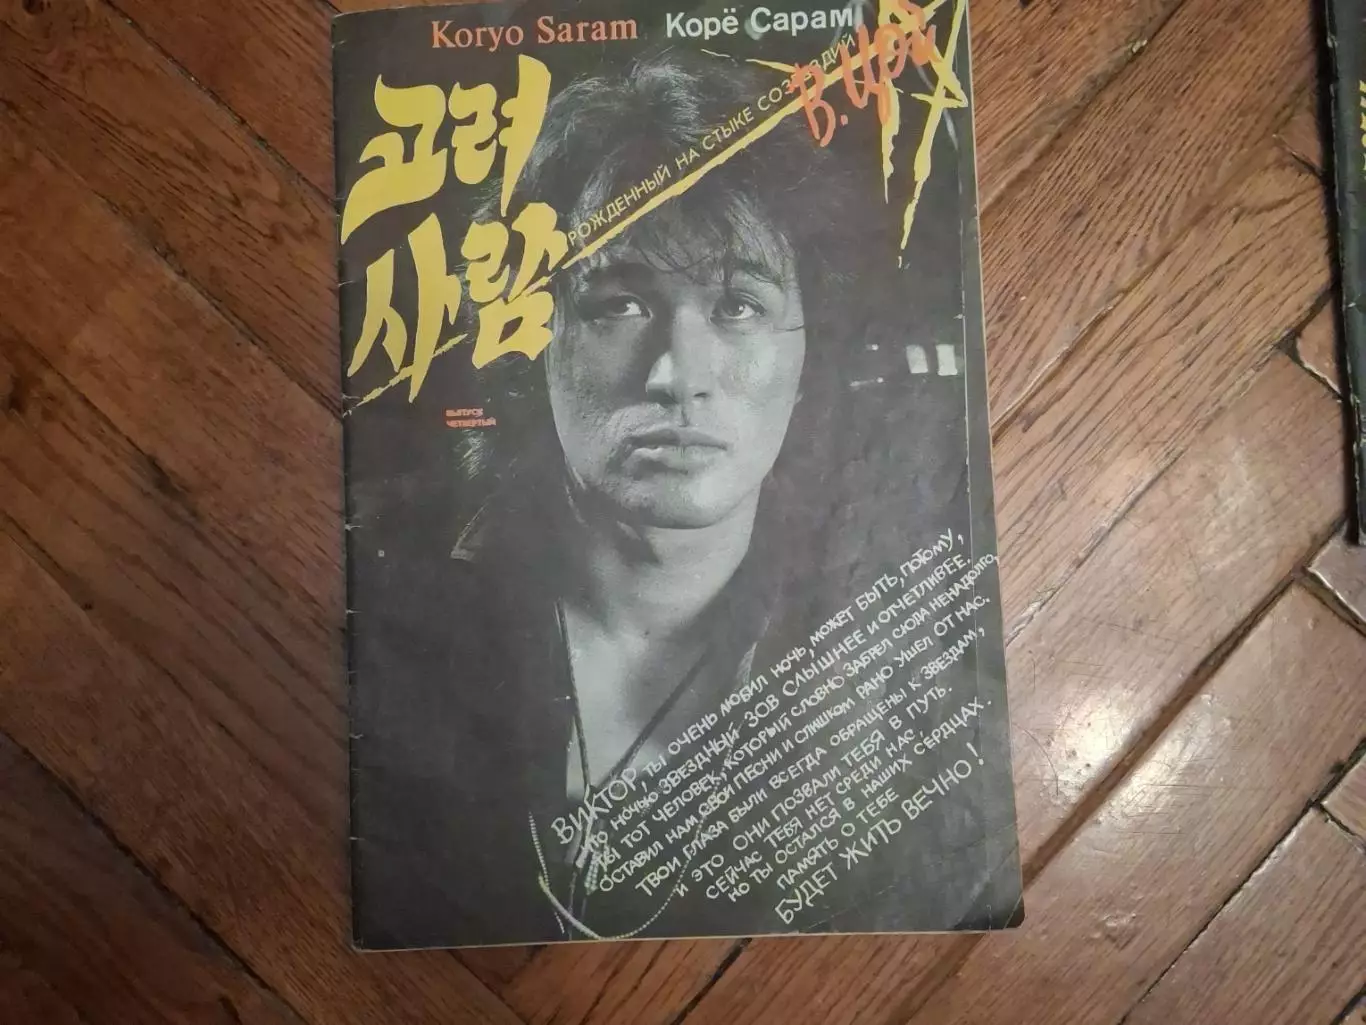 Koryo Saram Корё Сарам
고려
사람
РОЖДЕННЫЙ НА СТЫКЕ СОЗВЕЗДИЙ
В. Цой
ВЫПУСК
ЧЕТВЕРТЫЙ
ВИКТОР, ТЫ ОЧЕНЬ ЛЮБИЛ НОЧЬ, МОЖЕТ БЫТЬ, ПОТОМУ,
ЧТО НОЧЬЮ ЗВЕЗДНЫЙ ЗОВ СЛЫШНЕЕ И ОТЧЕТЛИВЕЕ.
ТЫ ТОТ ЧЕЛОВЕК, КОТОРЫЙ СЛОВНО ЗАБРЕЛ СЮДА НЕНАДОЛГО,
ОСТАВИЛ НАМ СВОИ ПЕСНИ И СЛИШКОМ РАНО УШЕЛ ОТ НАС.
ТВОИ ГЛАЗА БЫЛИ ВСЕГДА ОБРАЩЕНЫ К ЗВЕЗДАМ,
И ЭТО ОНИ ПОЗВАЛИ ТЕБЯ В ПУТЬ.
СЕЙЧАС ТЕБЯ НЕТ СРЕДИ НАС,
НО ТЫ ОСТАЛСЯ В НАШИХ СЕРДЦАХ.
ПАМЯТЬ О ТЕБЕ
БУДЕТ ЖИТЬ ВЕЧНО!